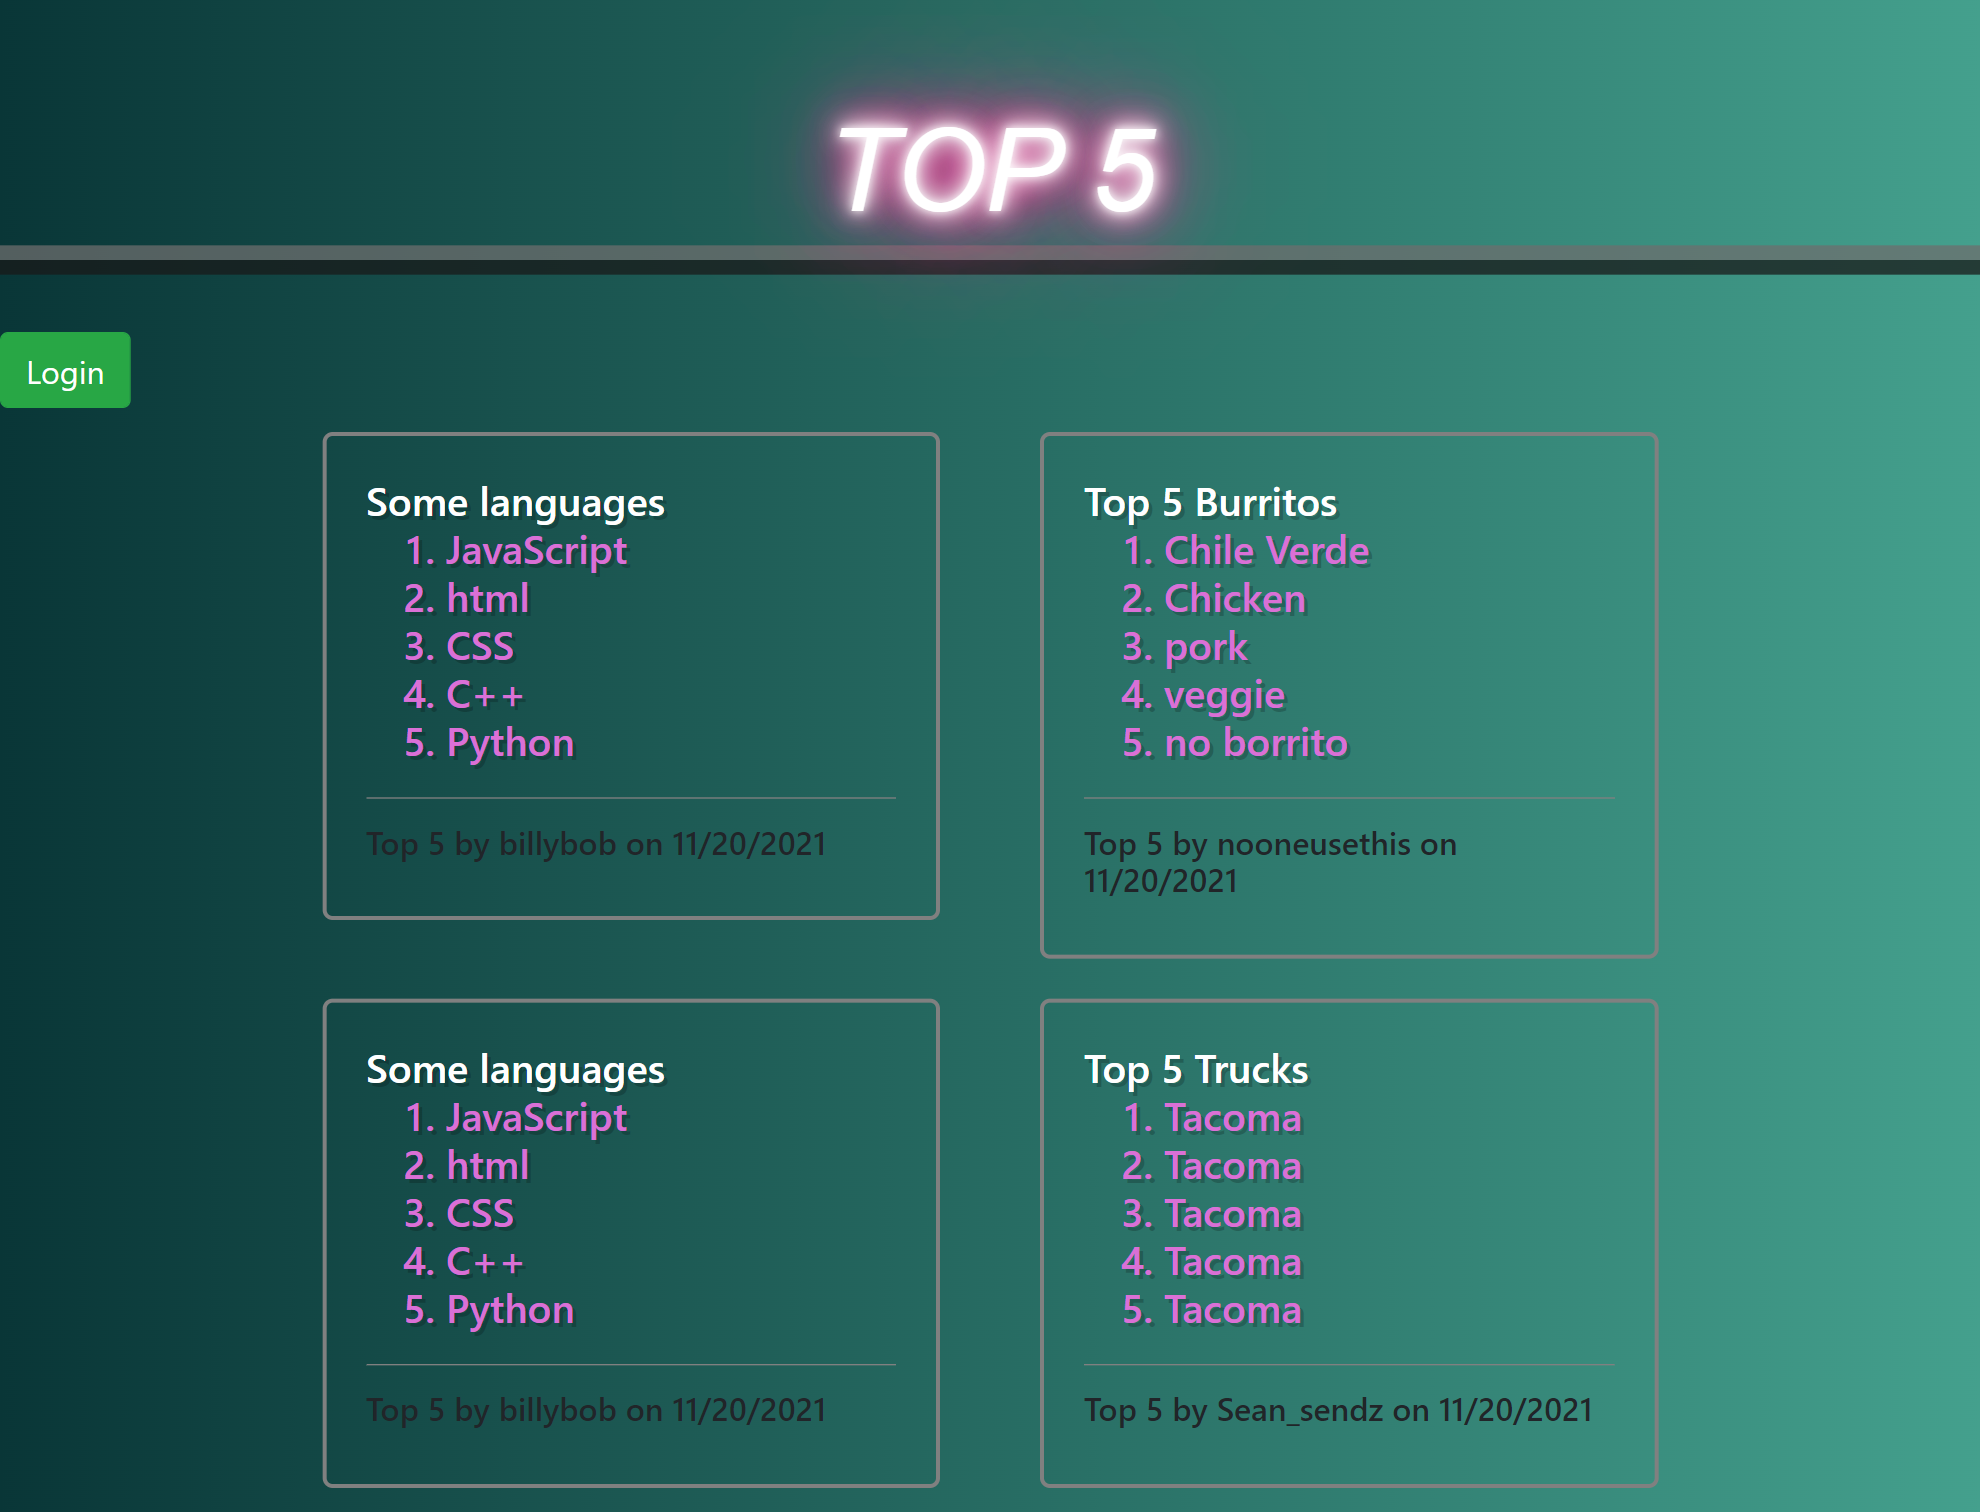 TOP 5
Login
Some languages
1. JavaScript
2. html
3. CSS
4. C++
5. Python
Top 5 by billybob on 11/20/2021
Top 5 Burritos
1. Chile Verde
2. Chicken
3. pork
4. veggie
5. no borrito
Top 5 by nooneusethis on
11/20/2021
Some languages
1. JavaScript
2. html
3. CSS
4. C++
5. Python
Top 5 by billybob on 11/20/2021
Top 5 Trucks
1. Tacoma
2. Tacoma
3. Tacoma
4. Tacoma
5. Tacoma
Top 5 by Sean_sendz on 11/20/2021